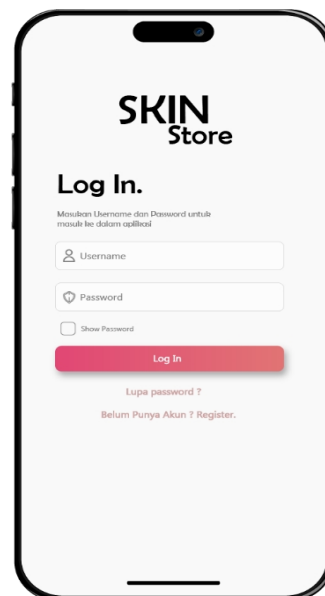 SKIN
Store
Log In.
Masukan Username dan Password untuk
masuk ke dalam aplikasi
Username
Password
Show Password
Log In
Lupa password ?
Belum Punya Akun ? Register.